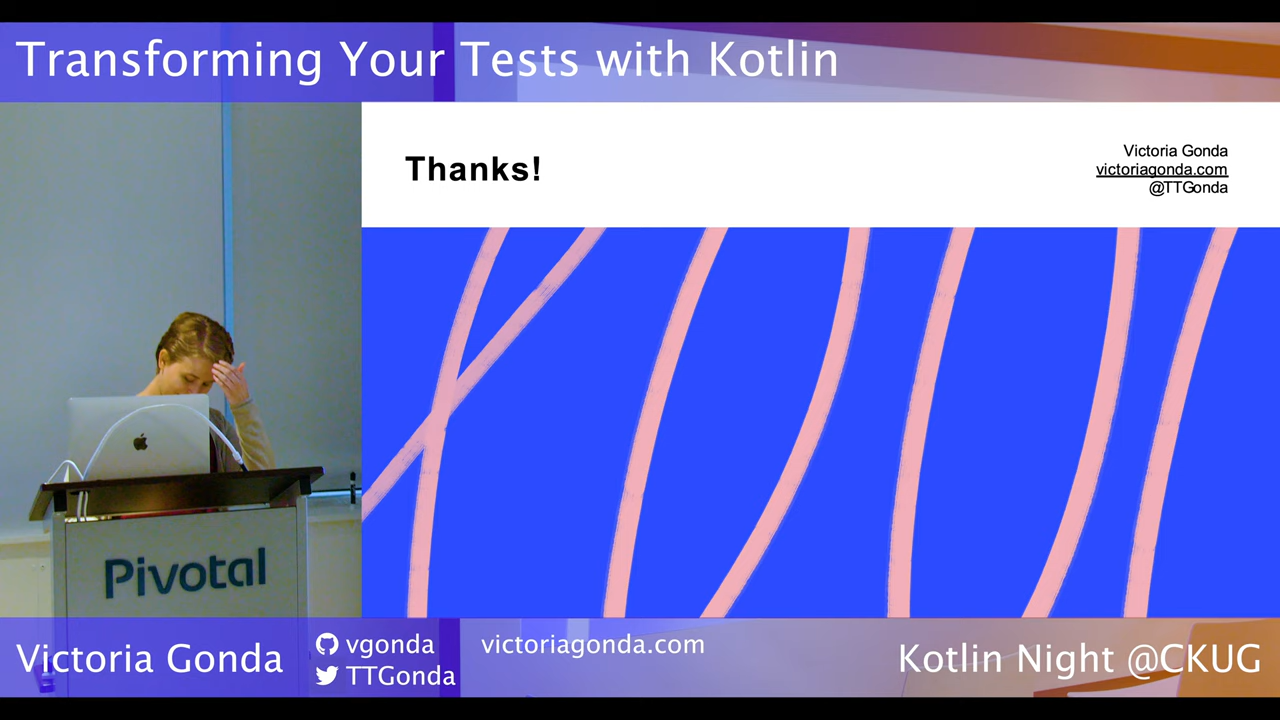 Transforming Your Tests with Kotlin
Thanks!
Victoria Gonda
victoriagonda.com
@TTGonda
Pivotal
Victoria Gonda
vgonda
TTGonda
victoriagonda.com
Kotlin Night @CKUG